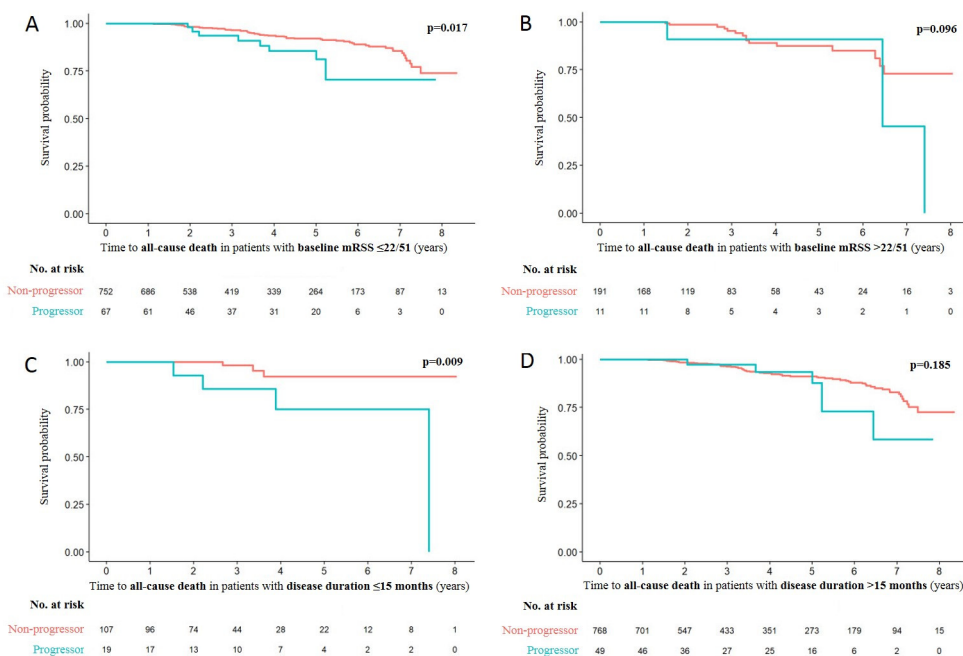 A
p=0.017
Survival probability
1.00
0.75
0.50
0.25
0.00
0 1 2 3 4 5 6 7 8
Time to all-cause death in patients with baseline mRSS ≤22/51 (years)
No. at risk
Non-progressor 752 686 538 419 339 264 173 87 13
Progressor 67 61 46 37 31 20 6 3 0
B
p=0.096
Survival probability
1.00
0.75
0.50
0.25
0.00
0 1 2 3 4 5 6 7 8
Time to all-cause death in patients with baseline mRSS >22/51 (years)
No. at risk
Non-progressor 191 168 119 83 58 43 24 16 3
Progressor 11 11 8 5 4 3 2 1 0
C
p=0.009
Survival probability
1.00
0.75
0.50
0.25
0.00
0 1 2 3 4 5 6 7 8
Time to all-cause death in patients with disease duration ≤15 months (years)
No. at risk
Non-progressor 107 96 74 44 28 22 12 8 1
Progressor 19 17 13 10 7 4 2 2 0
D
p=0.185
Survival probability
1.00
0.75
0.50
0.25
0.00
0 1 2 3 4 5 6 7 8
Time to all-cause death in patients with disease duration >15 months (years)
No. at risk
Non-progressor 768 701 547 433 351 273 179 94 15
Progressor 49 46 36 27 25 16 6 2 0